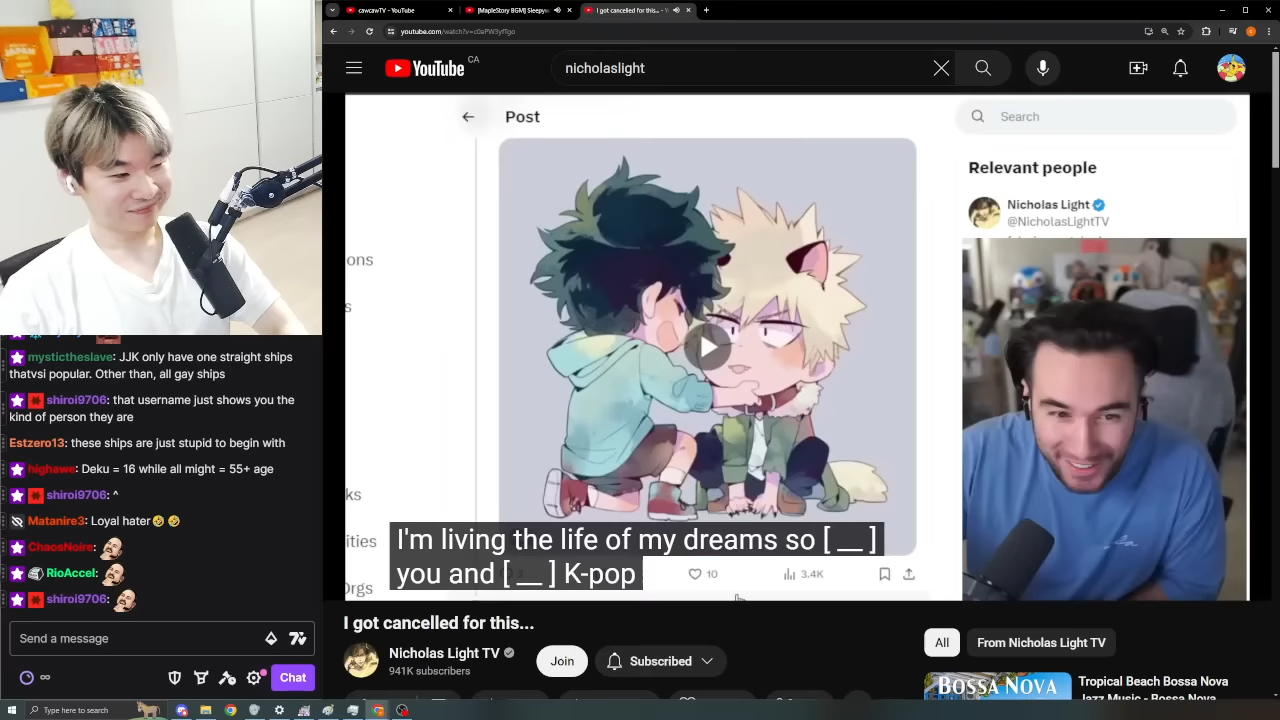 cawcawTV - YouTube
[MapleStory BGM] Sleepyw
I got cancelled for this... - Y
youtube.com/watch?v=c0aPW3yfTgo
YouTube CA
nicholaslight
Post
Search
Relevant people
Nicholas Light
@NicholasLightTV
ons
s
ks
ities
Orgs
I'm living the life of my dreams so [ __ ]
you and [ __ ] K-pop
10
3.4K
I got cancelled for this...
Nicholas Light TV
941K subscribers
Join
Subscribed
All
From Nicholas Light TV
BOSSA NOVA
Tropical Beach Bossa Nova
Jazz Music - Bossa Nova
mystictheslave: JJK only have one straight ships
thatvsi popular. Other than, all gay ships
shiroi9706: that username just shows you the
kind of person they are
Estzero13: these ships are just stupid to begin with
highawe: Deku = 16 while all might = 55+ age
shiroi9706: ^
Matanire3: Loyal hater
ChaosNoire:
RioAccel:
shiroi9706:
Send a message
Chat
Type here to search